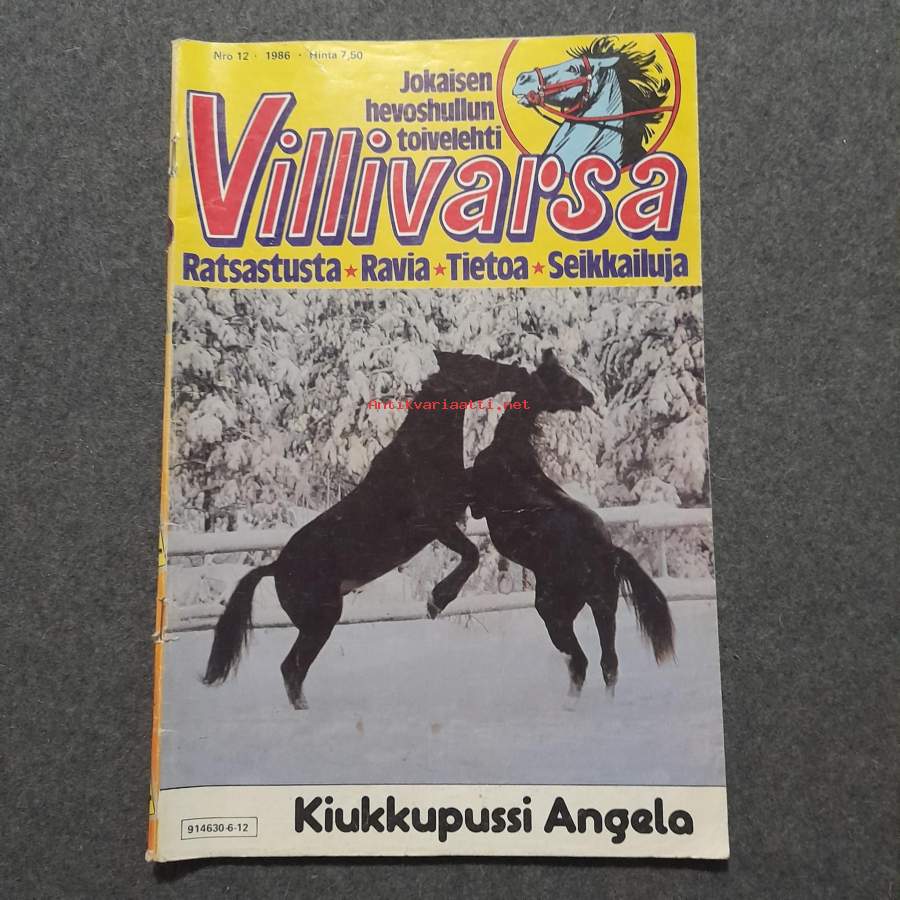 Nro 12 · 1986 · Hinta 7,50
Jokaisen
hevoshullun
toivelehti
Villivarsa
Ratsastusta ★ Ravia ★ Tietoa ★ Seikkailuja
Antikvariaatti.net
Kiukkupussi Angela
914630-6-12